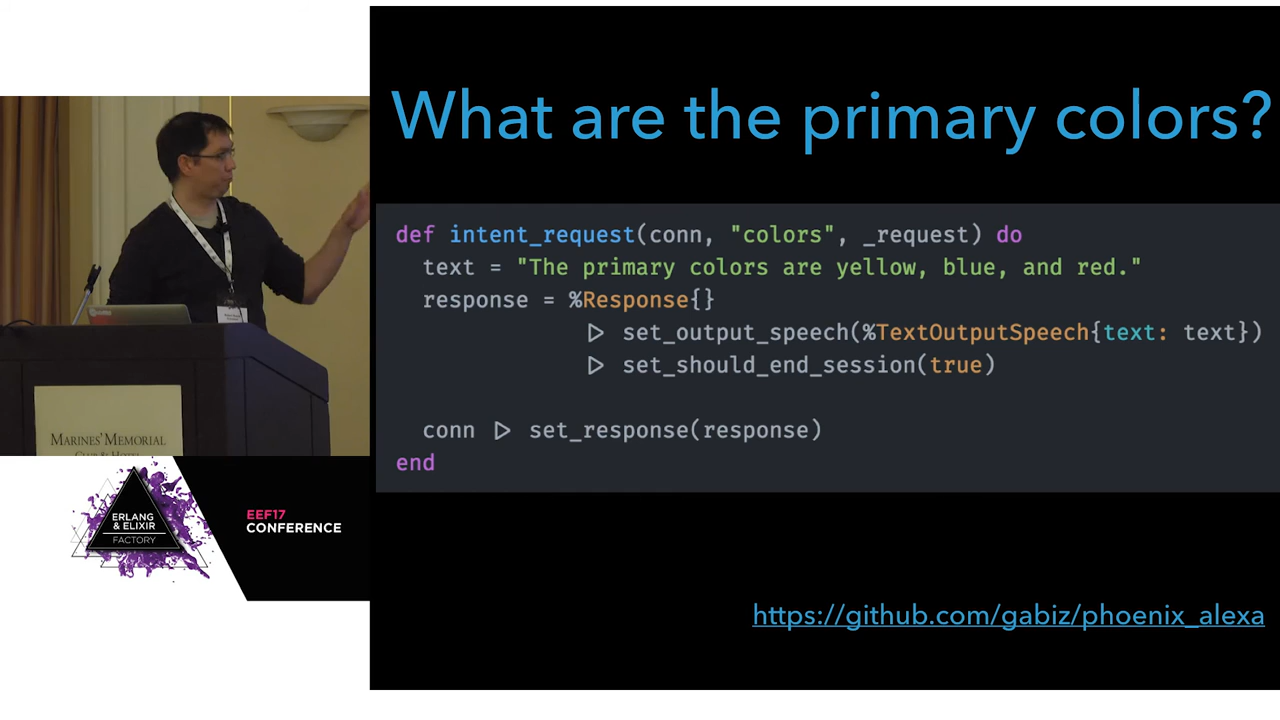 What are the primary colors?
def intent_request(conn, "colors", _request) do
text = "The primary colors are yellow, blue, and red."
response = %Response{}
|> set_output_speech(%TextOutputSpeech{text: text})
|> set_should_end_session(true)
conn |> set_response(response)
end
https://github.com/gabiz/phoenix_alexa
MARINES' MEMORIAL
CLUB & HOTEL
ERLANG
& ELIXIR
FACTORY
EEF17
CONFERENCE